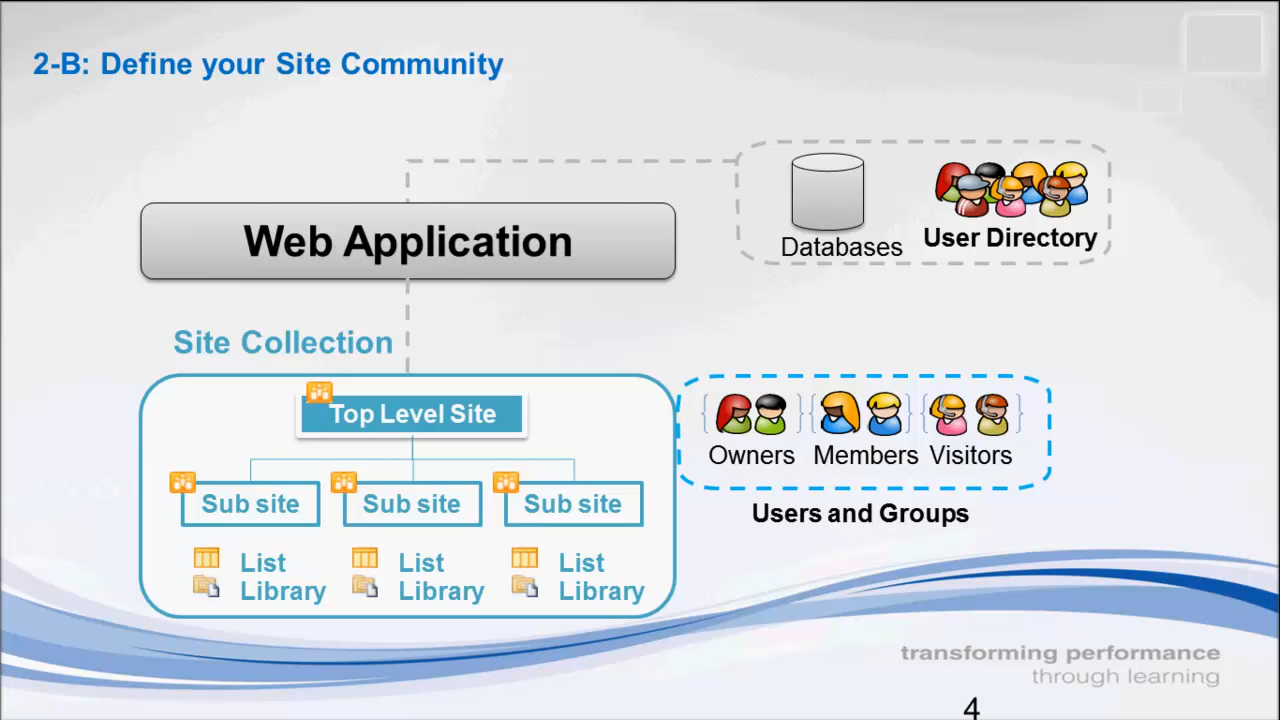 2-B: Define your Site Community
Web Application
Databases
User Directory
Site Collection
Top Level Site
Sub site
Sub site
Sub site
List
Library
List
Library
List
Library
Owners
Members
Visitors
Users and Groups
transforming performance
through learning
4